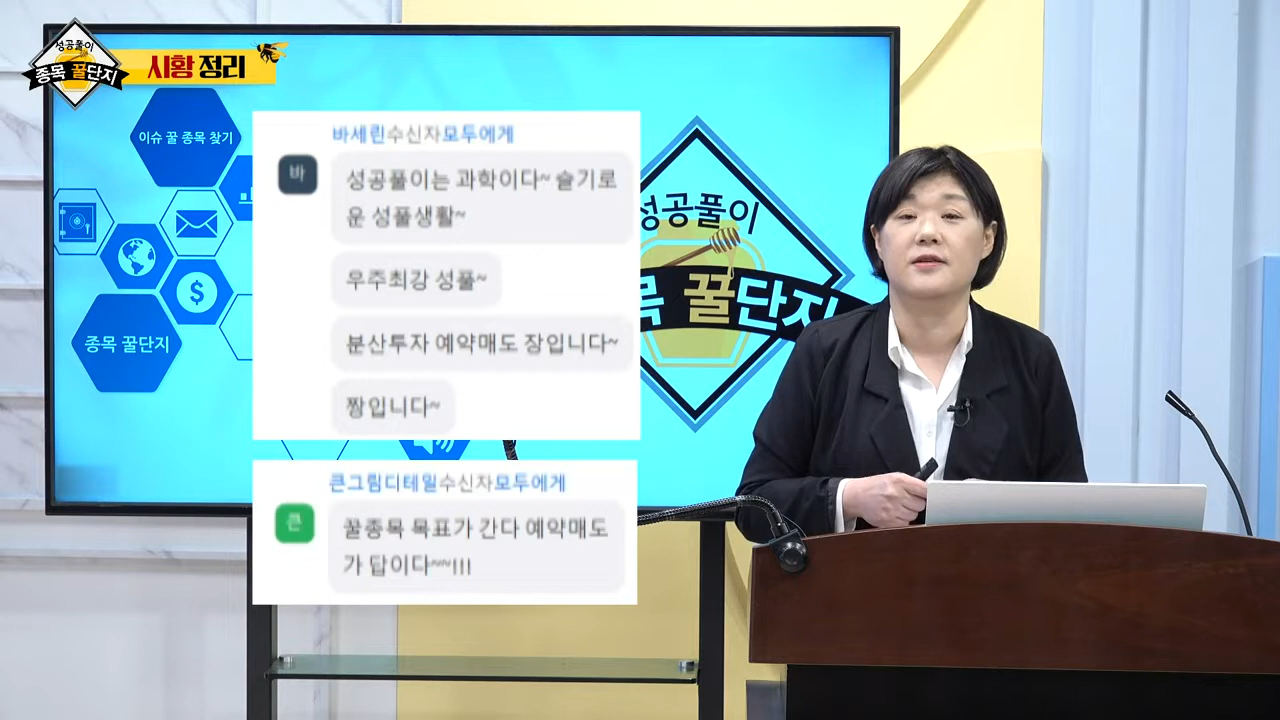 성공풀이
종목 꿀단지
시황 정리
이슈 꿀 종목 찾기
종목 꿀단지
바세린수신자모두에게
바
성공풀이는 과학이다~ 슬기로
운 성풀생활~
우주최강 성풀~
분산투자 예약매도 장입니다~
짱입니다~
큰그림디테일수신자모두에게
큰
꿀종목 목표가 간다 예약매도
가 답이다~~!!!
성공풀이
목 꿀단지